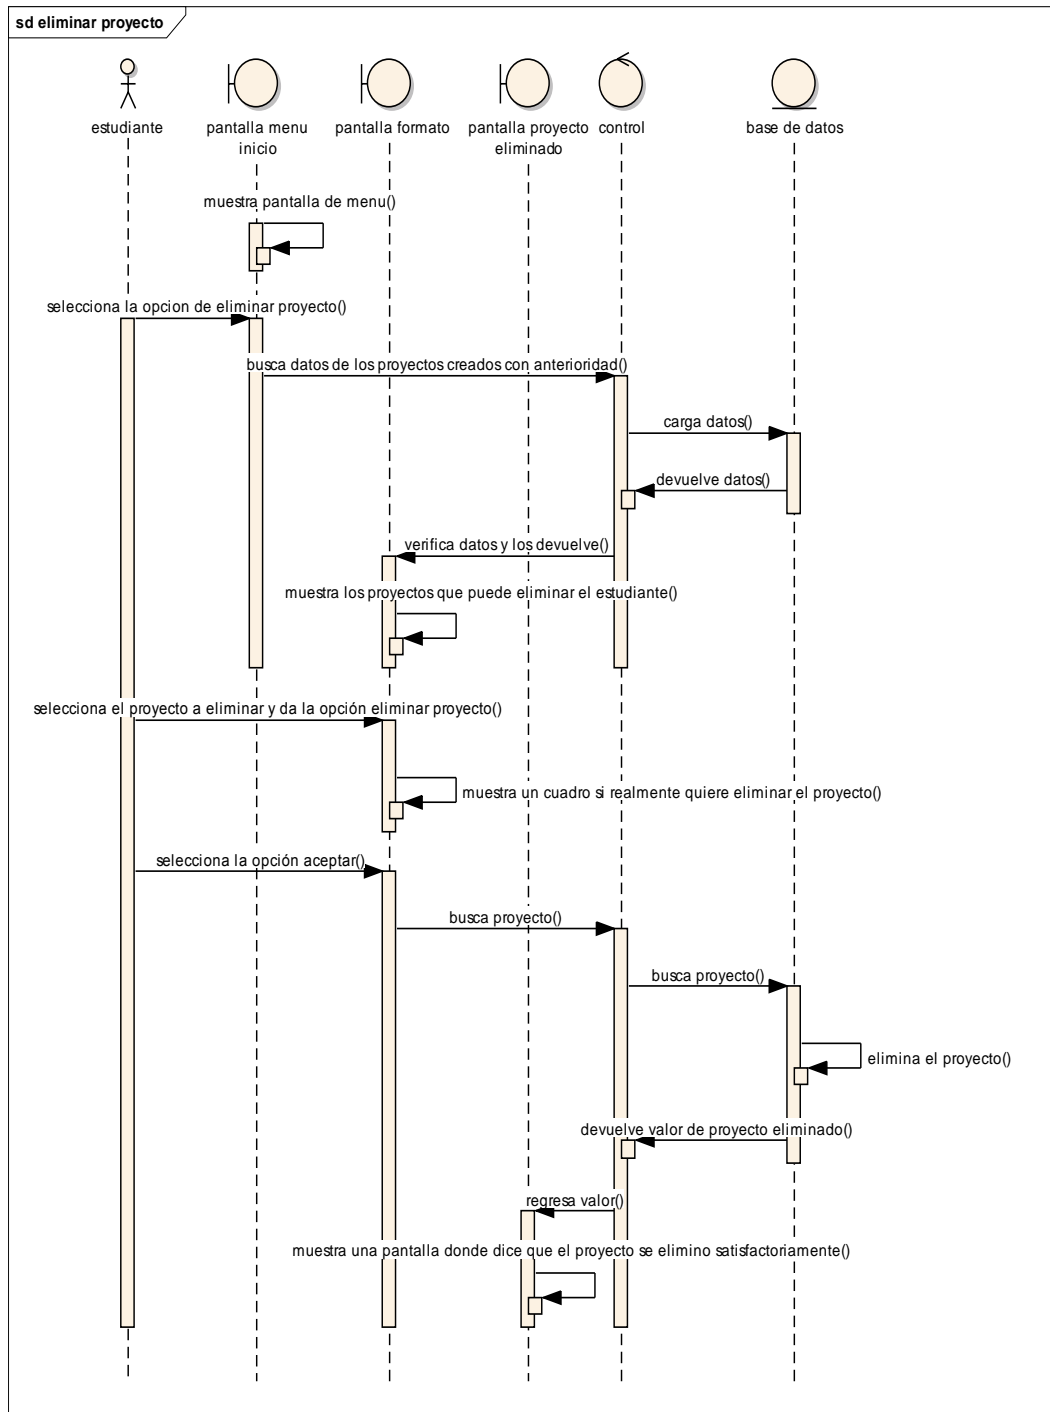 sd eliminar proyecto
estudiante
pantalla menu
inicio
pantalla formato
pantalla proyecto
eliminado
control
base de datos
muestra pantalla de menu()
selecciona la opcion de eliminar proyecto()
busca datos de los proyectos creados con anterioridad()
carga datos()
devuelve datos()
verifica datos y los devuelve()
muestra los proyectos que puede eliminar el estudiante()
selecciona el proyecto a eliminar y da la opción eliminar proyecto()
muestra un cuadro si realmente quiere eliminar el proyecto()
selecciona la opción aceptar()
busca proyecto()
busca proyecto()
elimina el proyecto()
devuelve valor de proyecto eliminado()
regresa valor()
muestra una pantalla donde dice que el proyecto se elimino satisfactoriamente()